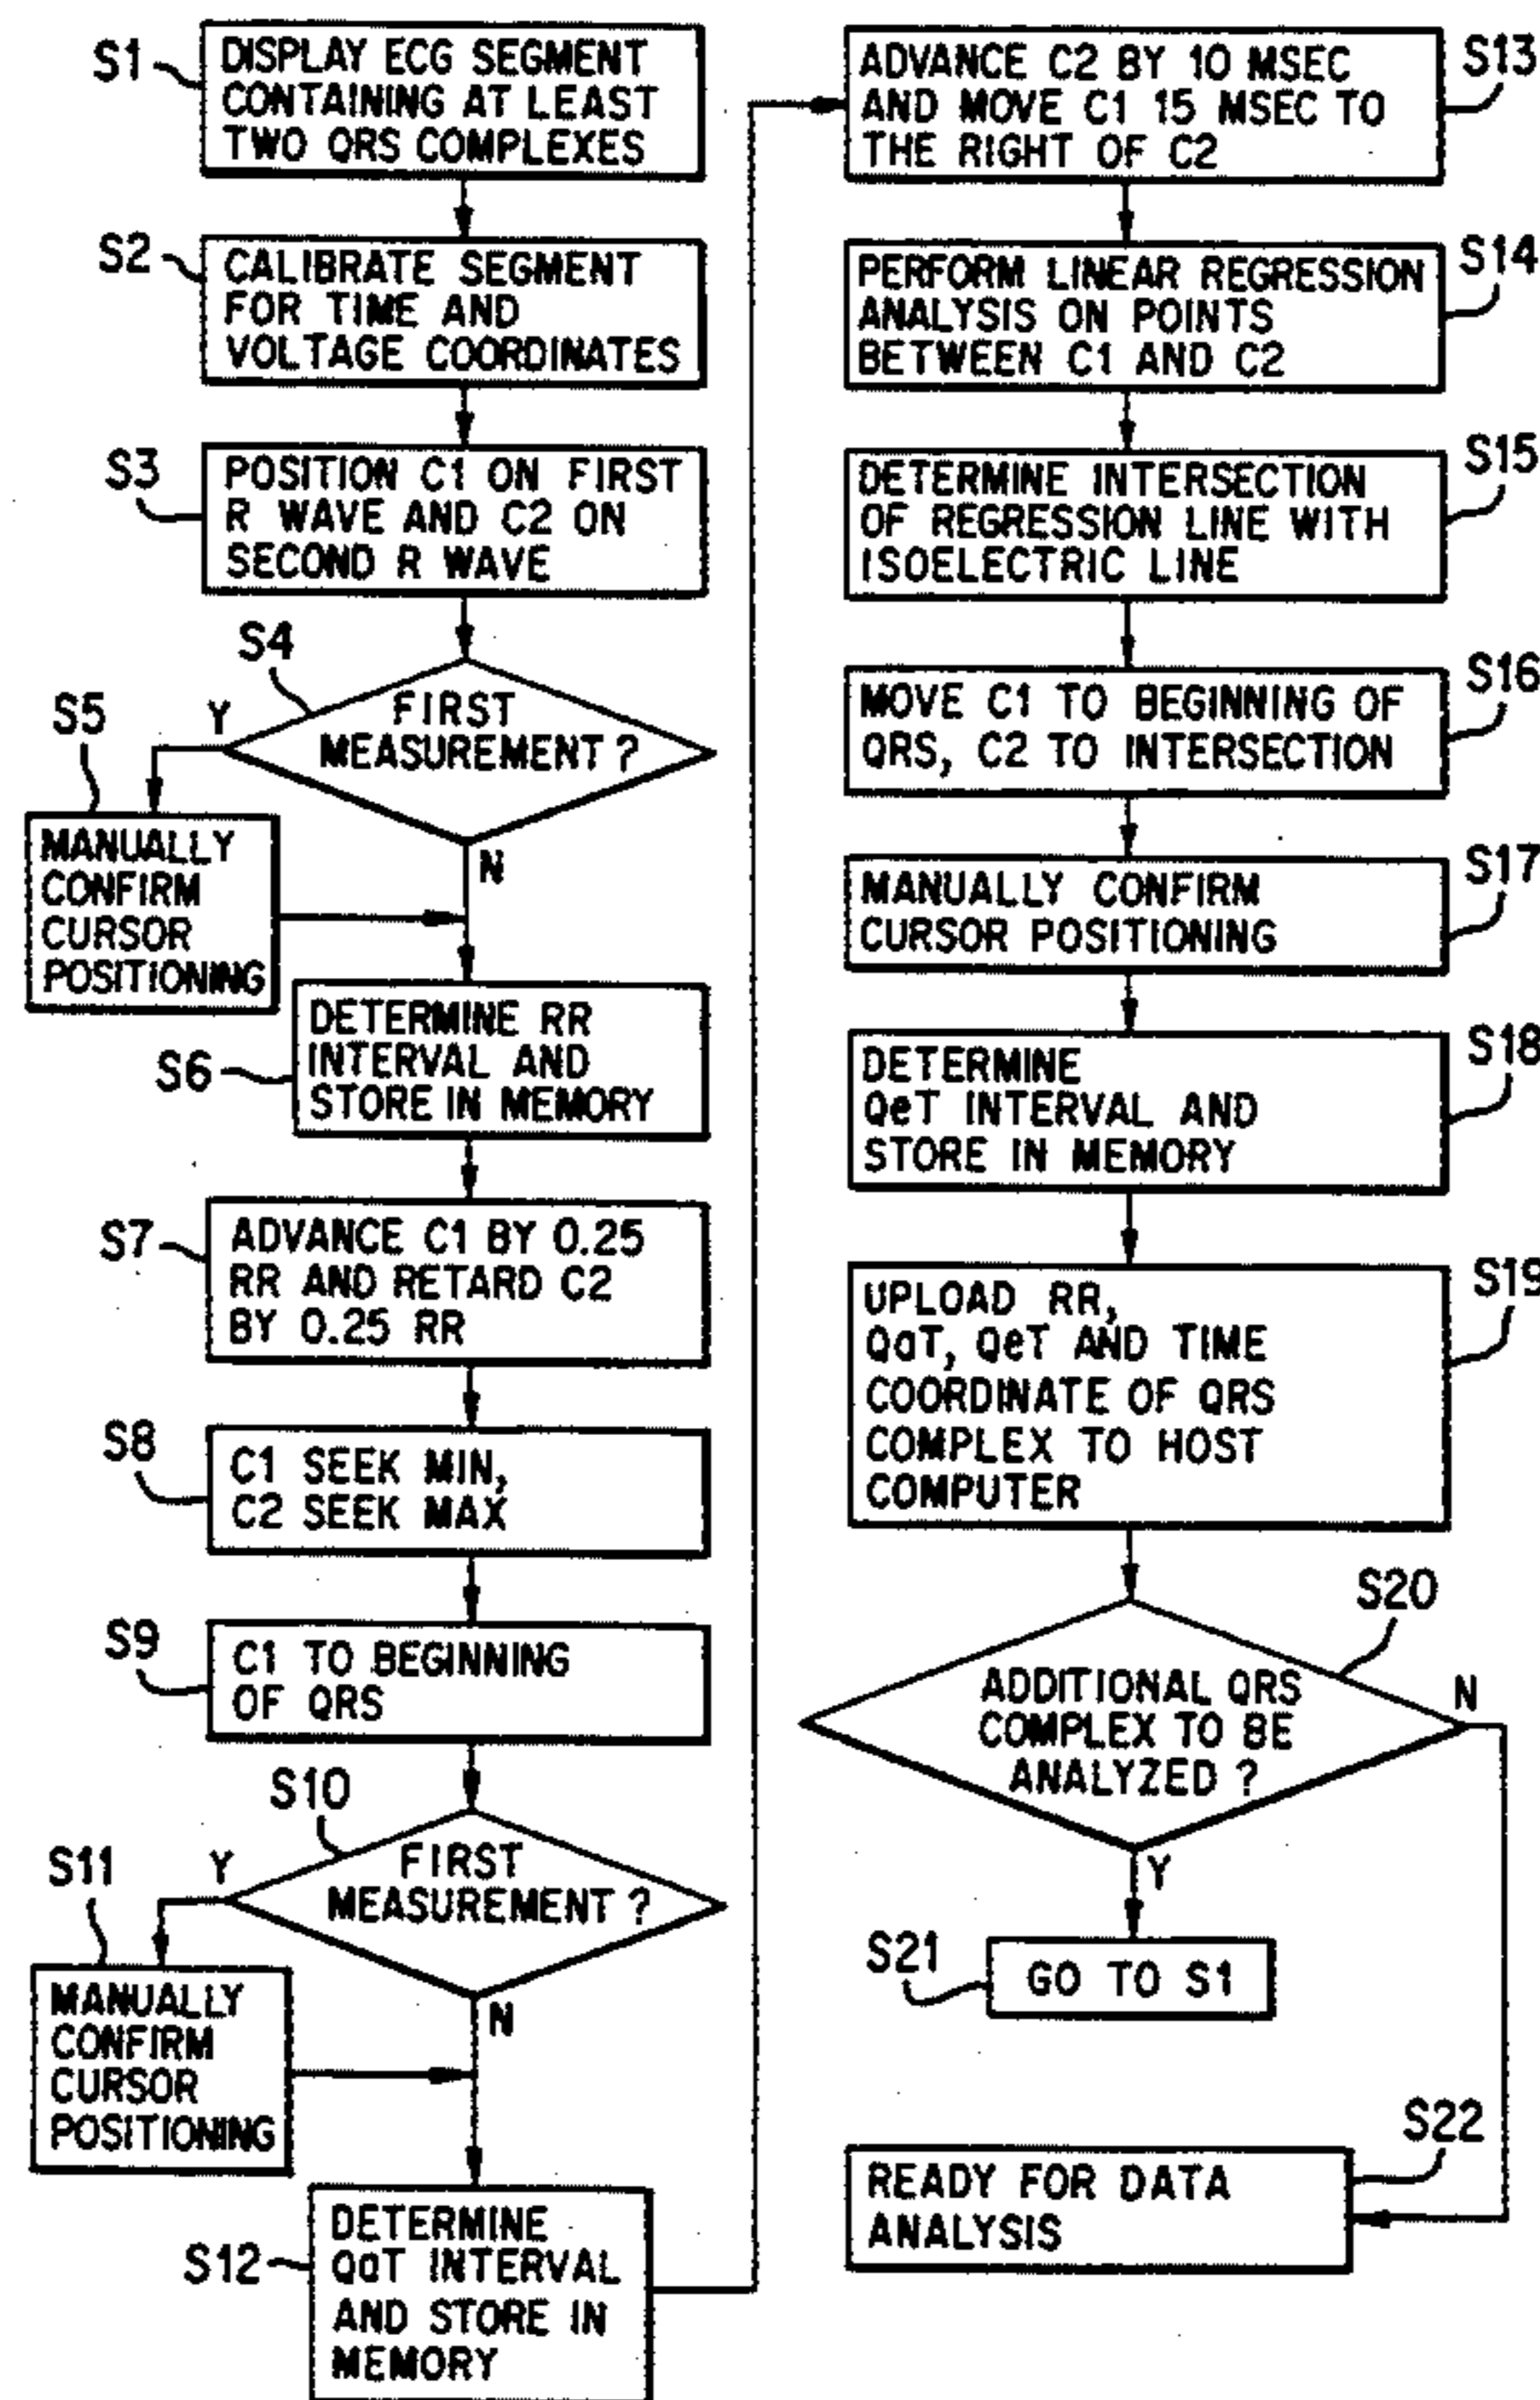 S1
DISPLAY ECG SEGMENT
CONTAINING AT LEAST
TWO QRS COMPLEXES
S2
CALIBRATE SEGMENT
FOR TIME AND
VOLTAGE COORDINATES
S3
POSITION C1 ON FIRST
R WAVE AND C2 ON
SECOND R WAVE
S4
FIRST
MEASUREMENT ?
Y
N
S5
MANUALLY
CONFIRM
CURSOR
POSITIONING
S6
DETERMINE RR
INTERVAL AND
STORE IN MEMORY
S7
ADVANCE C1 BY 0.25
RR AND RETARD C2
BY 0.25 RR
S8
C1 SEEK MIN,
C2 SEEK MAX
S9
C1 TO BEGINNING
OF QRS
S10
FIRST
MEASUREMENT ?
Y
N
S11
MANUALLY
CONFIRM
CURSOR
POSITIONING
S12
DETERMINE
QaT INTERVAL
AND STORE IN
MEMORY
S13
ADVANCE C2 BY 10 MSEC
AND MOVE C1 15 MSEC TO
THE RIGHT OF C2
S14
PERFORM LINEAR REGRESSION
ANALYSIS ON POINTS
BETWEEN C1 AND C2
S15
DETERMINE INTERSECTION
OF REGRESSION LINE WITH
ISOELECTRIC LINE
S16
MOVE C1 TO BEGINNING OF
QRS, C2 TO INTERSECTION
S17
MANUALLY CONFIRM
CURSOR POSITIONING
S18
DETERMINE
QeT INTERVAL AND
STORE IN MEMORY
S19
UPLOAD RR,
QaT, QeT AND TIME
COORDINATE OF QRS
COMPLEX TO HOST
COMPUTER
S20
ADDITIONAL QRS
COMPLEX TO BE
ANALYZED ?
N
Y
S21
GO TO S1
S22
READY FOR DATA
ANALYSIS